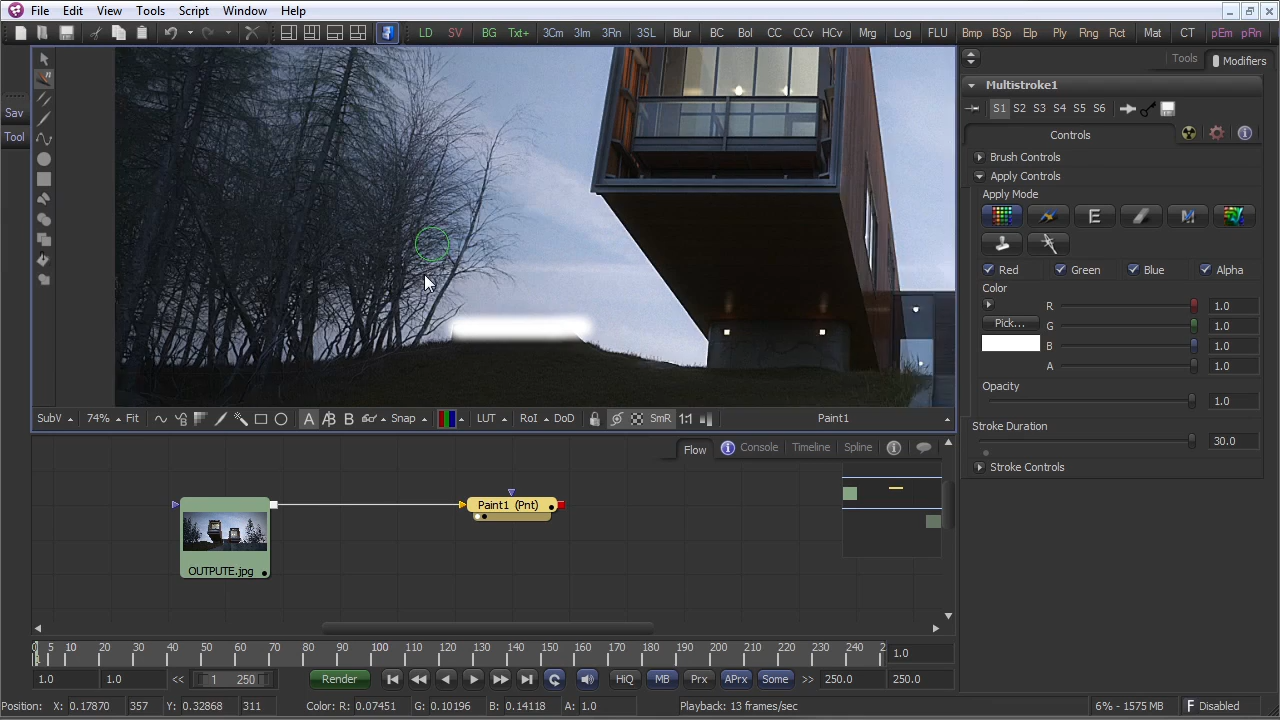 File Edit View Tools Script Window Help
LD SV BG Txt+ 3Cm 3Im 3Rn 3SL Blur BC Bol CC CCv HCv Mrg Log FLU Bmp BSp Elp Ply Rng Rct Mat CT pEm pRn
Sav
Tool
Tools Modifiers
Multistroke1
S1 S2 S3 S4 S5 S6
Controls
Brush Controls
Apply Controls
Apply Mode
Red Green Blue Alpha
Color
R 1.0
Pick... G 1.0
B 1.0
A 1.0
Opacity
1.0
Stroke Duration
30.0
Stroke Controls
SubV 74% Fit A B Snap LUT RoI DoD SmR 1:1 Paint1
Flow Console Timeline Spline
Paint1 (Pnt)
OUTPUTE.jpg
0 5 10 20 30 40 50 60 70 80 90 100 110 120 130 140 150 160 170 180 190 200 210 220 230 240 2 1.0
1.0 1.0 << 1 250 Render HiQ MB Prx APrx Some >> 250.0 250.0
Position: X: 0.17870 357 Y: 0.32868 311 Color: R: 0.07451 G: 0.10196 B: 0.14118 A: 1.0 Playback: 13 frames/sec 6% - 1575 MB F Disabled